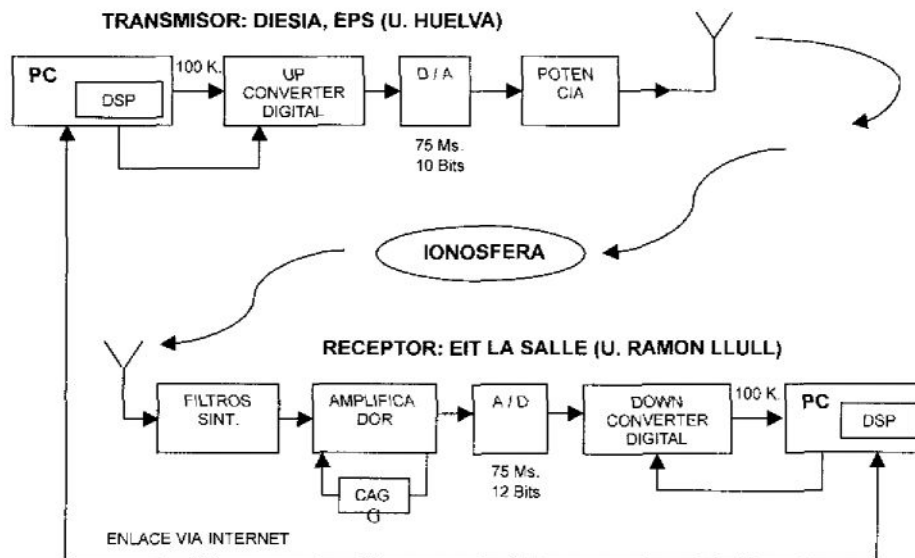 TRANSMISOR: DIESIA, EPS (U. HUELVA)
PC
DSP
100 K.
UP
CONVERTER
DIGITAL
D / A
75 Ms.
10 Bits
POTEN
CIA
IONOSFERA
RECEPTOR: EIT LA SALLE (U. RAMON LLULL)
FILTROS
SINT.
AMPLIFICA
DOR
CAG
G
A / D
75 Ms.
12 Bits
DOWN
CONVERTER
DIGITAL
100 K.
PC
DSP
ENLACE VIA INTERNET